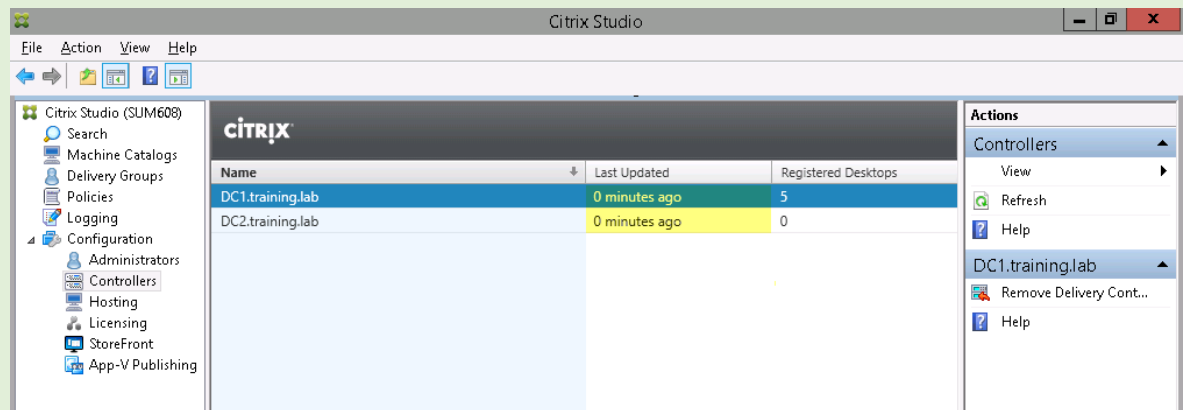 Citrix Studio
File Action View Help
Citrix Studio (SUM608)
Search
Machine Catalogs
Delivery Groups
Policies
Logging
Configuration
Administrators
Controllers
Hosting
Licensing
StoreFront
App-V Publishing
CITRIX
Name Last Updated Registered Desktops
DC1.training.lab 0 minutes ago 5
DC2.training.lab 0 minutes ago 0
Actions
Controllers
View
Refresh
Help
DC1.training.lab
Remove Delivery Cont...
Help